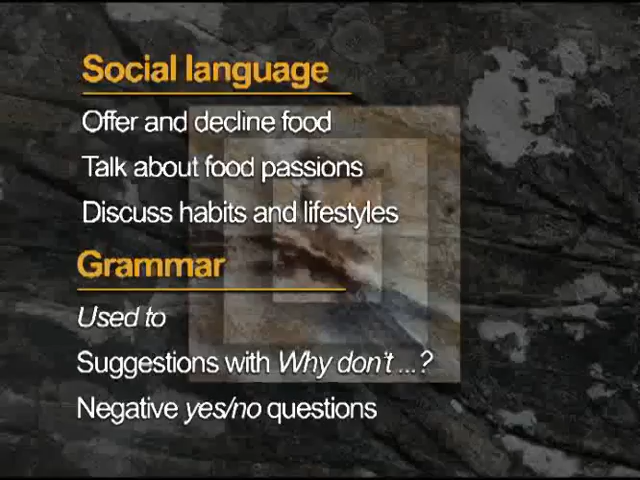 Social language
Offer and decline food
Talk about food passions
Discuss habits and lifestyles
Grammar
Used to
Suggestions with Why don't ...?
Negative yes/no questions